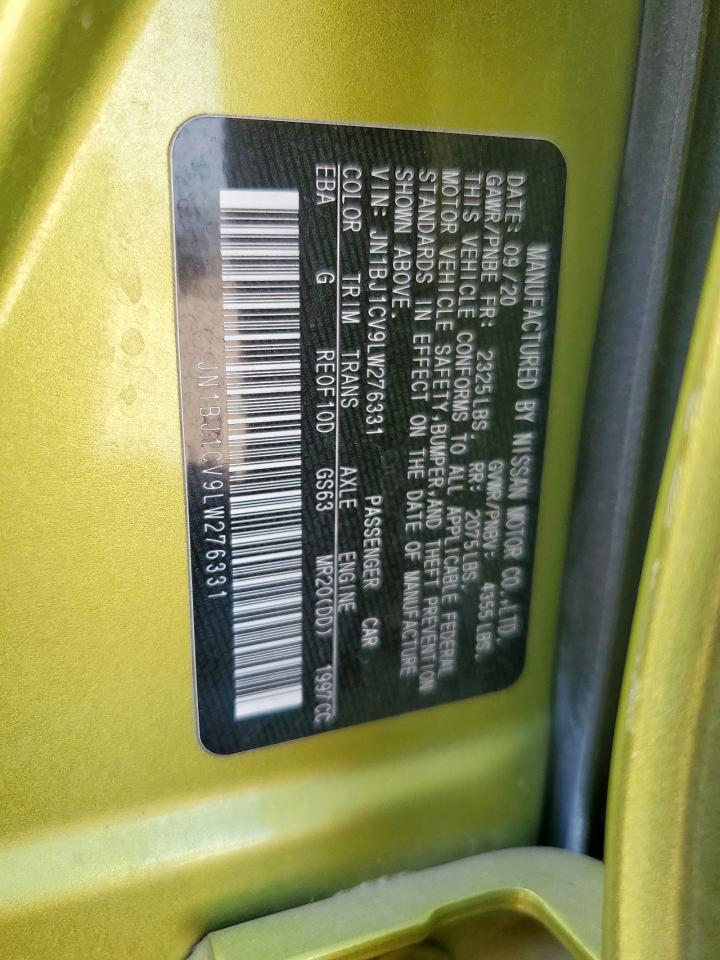 MANUFACTURED BY NISSAN MOTOR CO.,LTD.
DATE: 09/20 GVWR/PNBV: 4355LBS.
GAWR/PNBE FR: 2325LBS. RR: 2075LBS.
THIS VEHICLE CONFORMS TO ALL APPLICABLE FEDERAL
MOTOR VEHICLE SAFETY,BUMPER,AND THEFT PREVENTION
STANDARDS IN EFFECT ON THE DATE OF MANUFACTURE
SHOWN ABOVE.
VIN: JN1BJ1CV9LW276331 PASSENGER CAR
COLOR TRIM TRANS AXLE ENGINE
EBA G REOF10D GS63 MR20(DD) 1997CC
JN1BJ1CV9LW276331